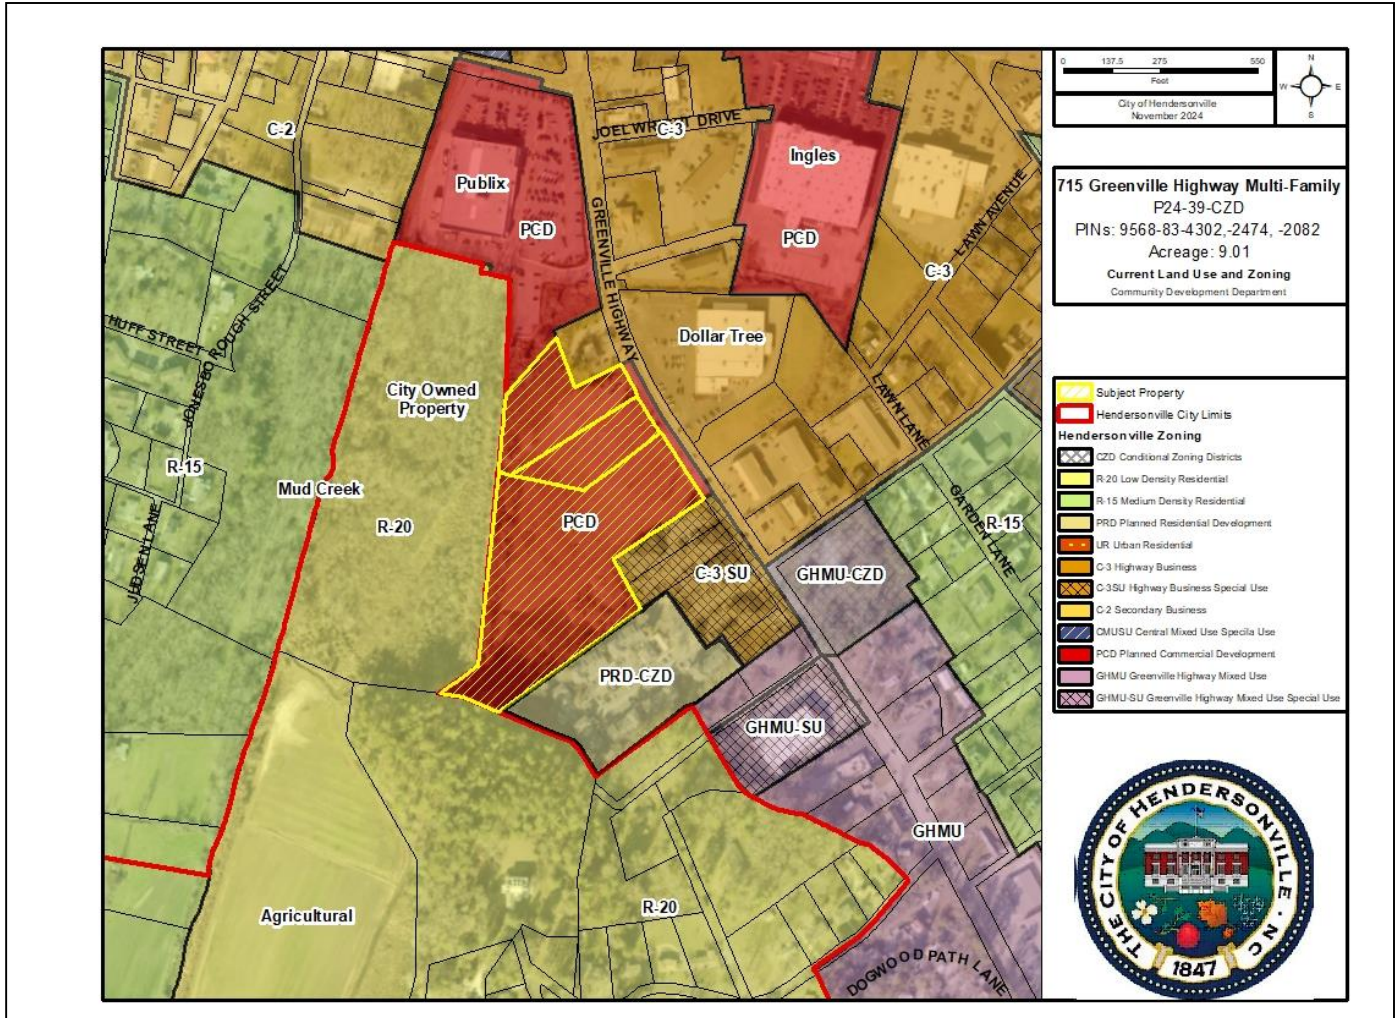 C-2
JOEL WRIGHT DRIVE
C-3
Ingles
Publix
PCD
PCD
GREENVILLE HIGHWAY
LAWN AVENUE
C-3
HUFF STREET
JONESBOROUGH STREET
Dollar Tree
City Owned
Property
LAWN LANE
R-15
Mud Creek
R-20
PCD
GARDEN LANE
R-15
JUDSEN LANE
C-3 SU
GHMU-CZD
PRD-CZD
GHMU-SU
GHMU
Agricultural
R-20
DOGWOOD PATH LANE
0 137.5 275 550
Feet
N
W E
S
City of Hendersonville
November 2024
715 Greenville Highway Multi-Family
P24-39-CZD
PINs: 9568-83-4302,-2474, -2082
Acreage: 9.01
Current Land Use and Zoning
Community Development Department
Subject Property
Hendersonville City Limits
Hendersonville Zoning
CZD Conditional Zoning Districts
R-20 Low Density Residential
R-15 Medium Density Residential
PRD Planned Residential Development
UR Urban Residential
C-3 Highway Business
C-3SU Highway Business Special Use
C-2 Secondary Business
CMUSU Central Mixed Use Specila Use
PCD Planned Commercial Development
GHMU Greenville Highway Mixed Use
GHMU-SU Greenville Highway Mixed Use Special Use
THE CITY OF HENDERSONVILLE · NC
1847